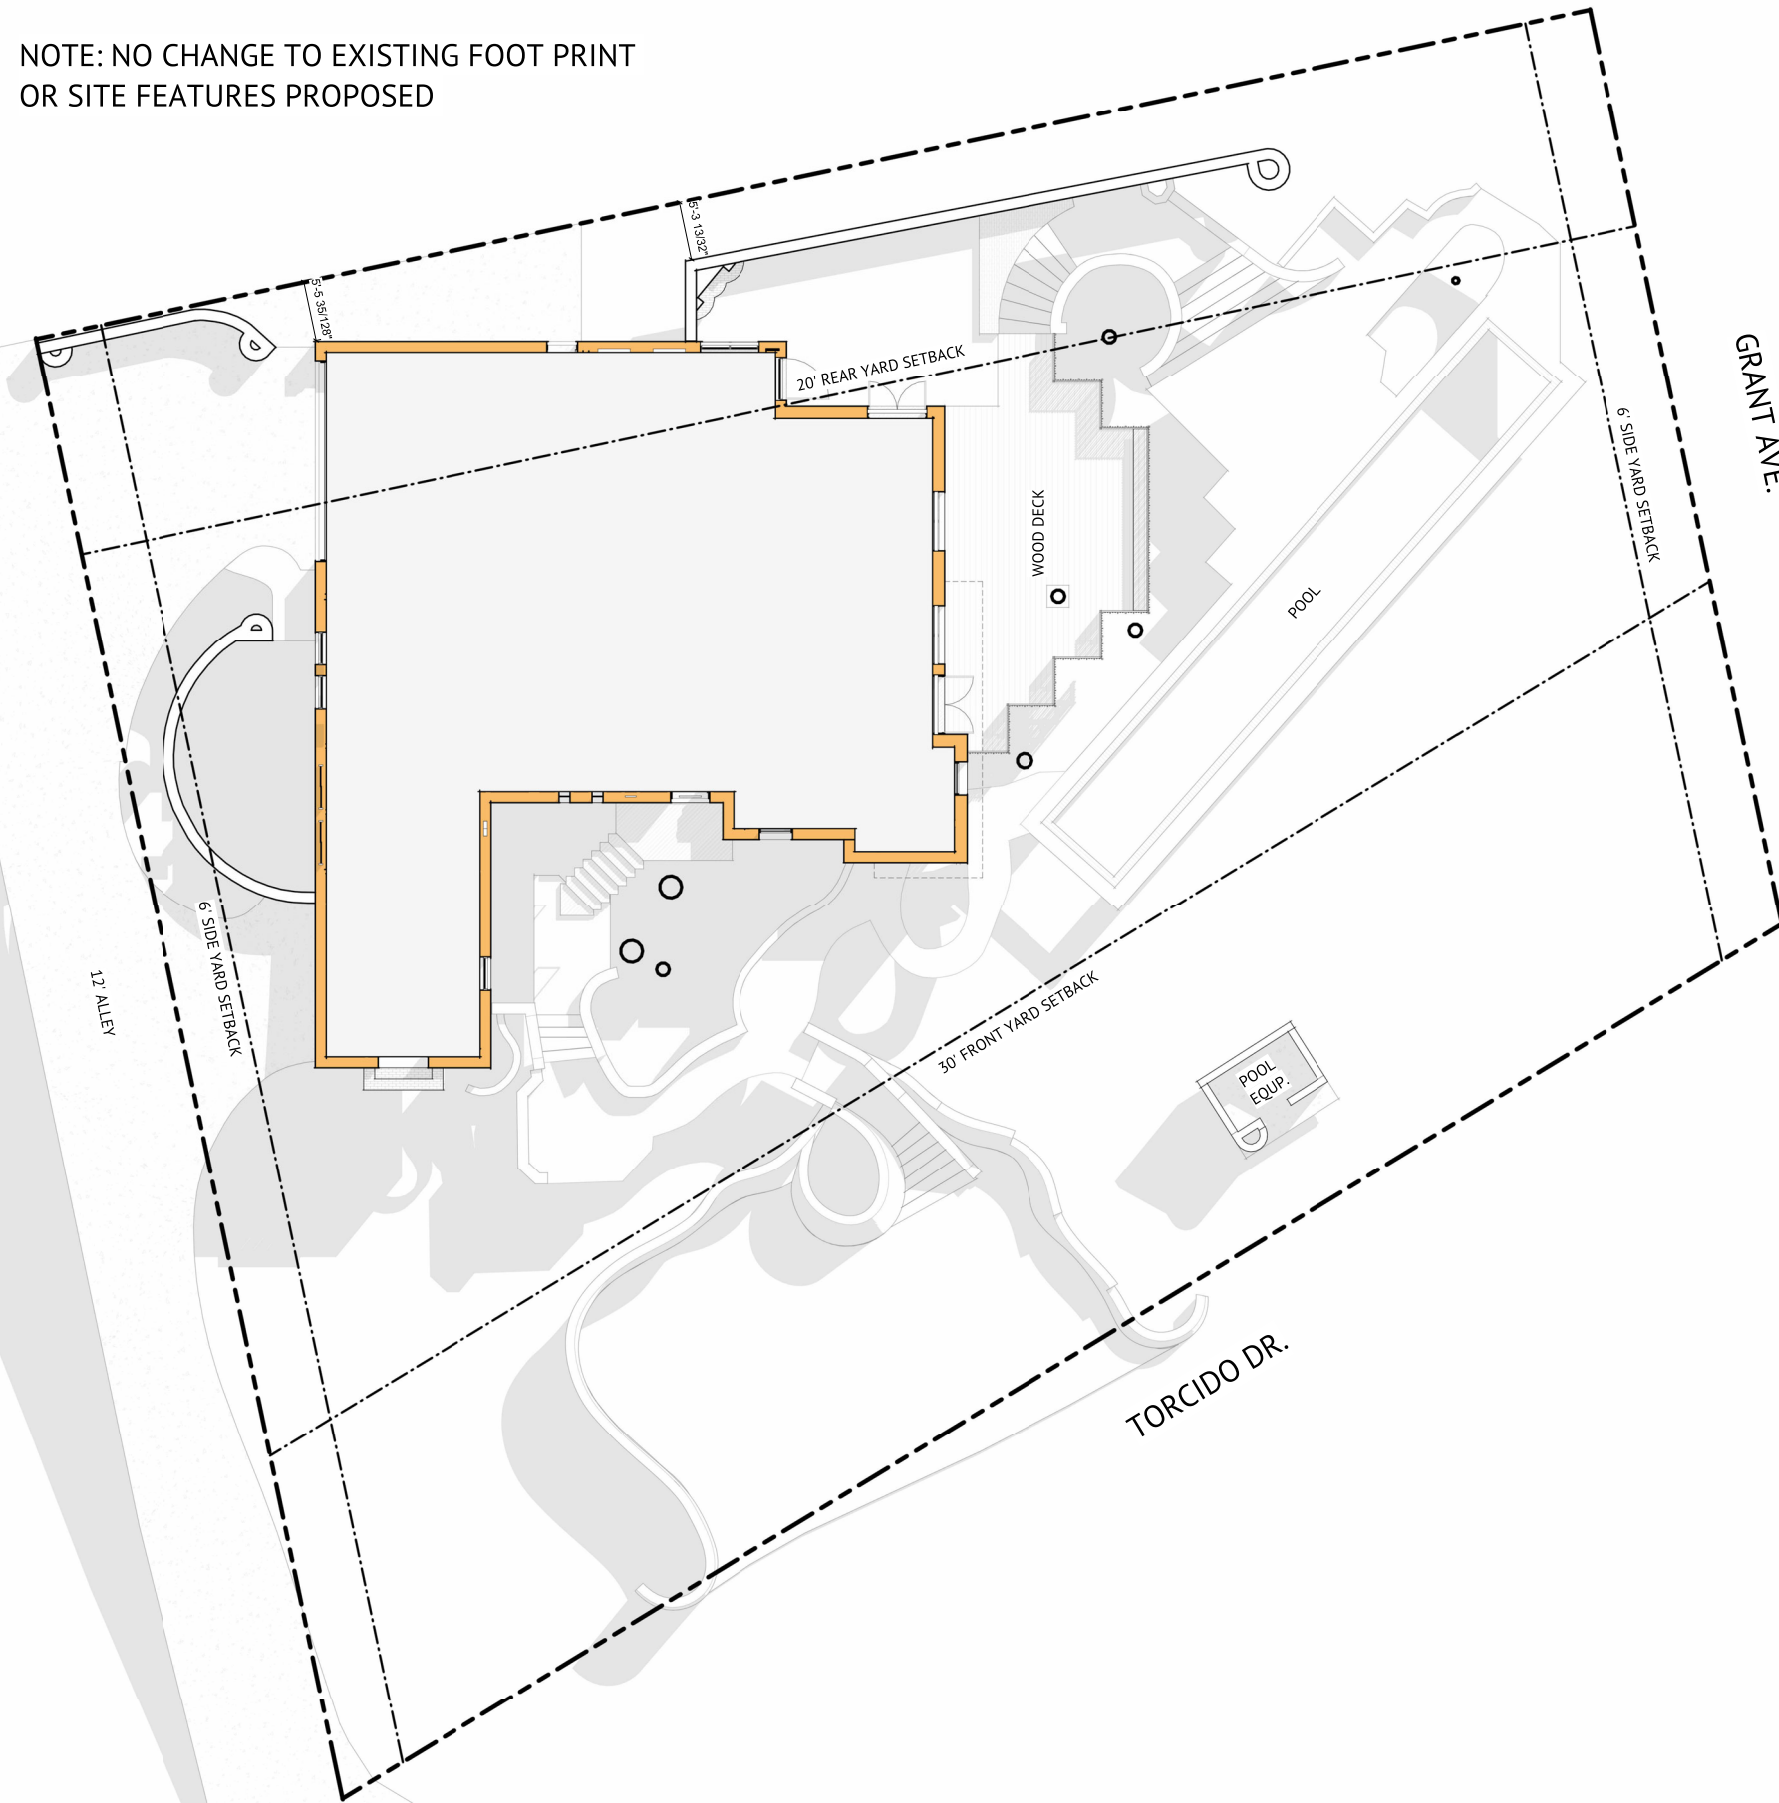 NOTE: NO CHANGE TO EXISTING FOOT PRINT
OR SITE FEATURES PROPOSED
5'-3 13/32"
5'-5 35/128"
20' REAR YARD SETBACK
GRANT AVE.
6' SIDE YARD SETBACK
WOOD DECK
POOL
6' SIDE YARD SETBACK
12' ALLEY
30' FRONT YARD SETBACK
POOL
EQUP.
TORCIDO DR.